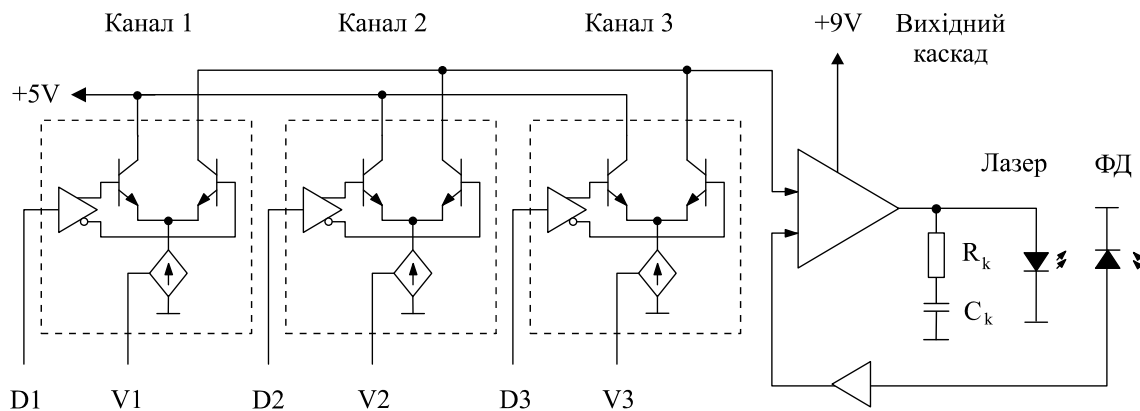 Канал 1
Канал 2
Канал 3
+9V
Вихідний
каскад
+5V
Лазер
ФД
R k
C k
D1
V1
D2
V2
D3
V3